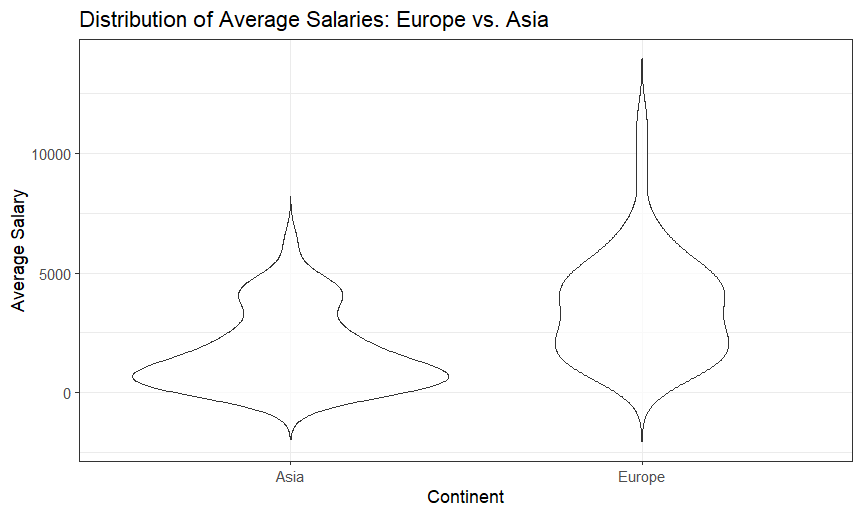 Distribution of Average Salaries: Europe vs. Asia
Average Salary
10000
5000
0
Asia
Europe
Continent